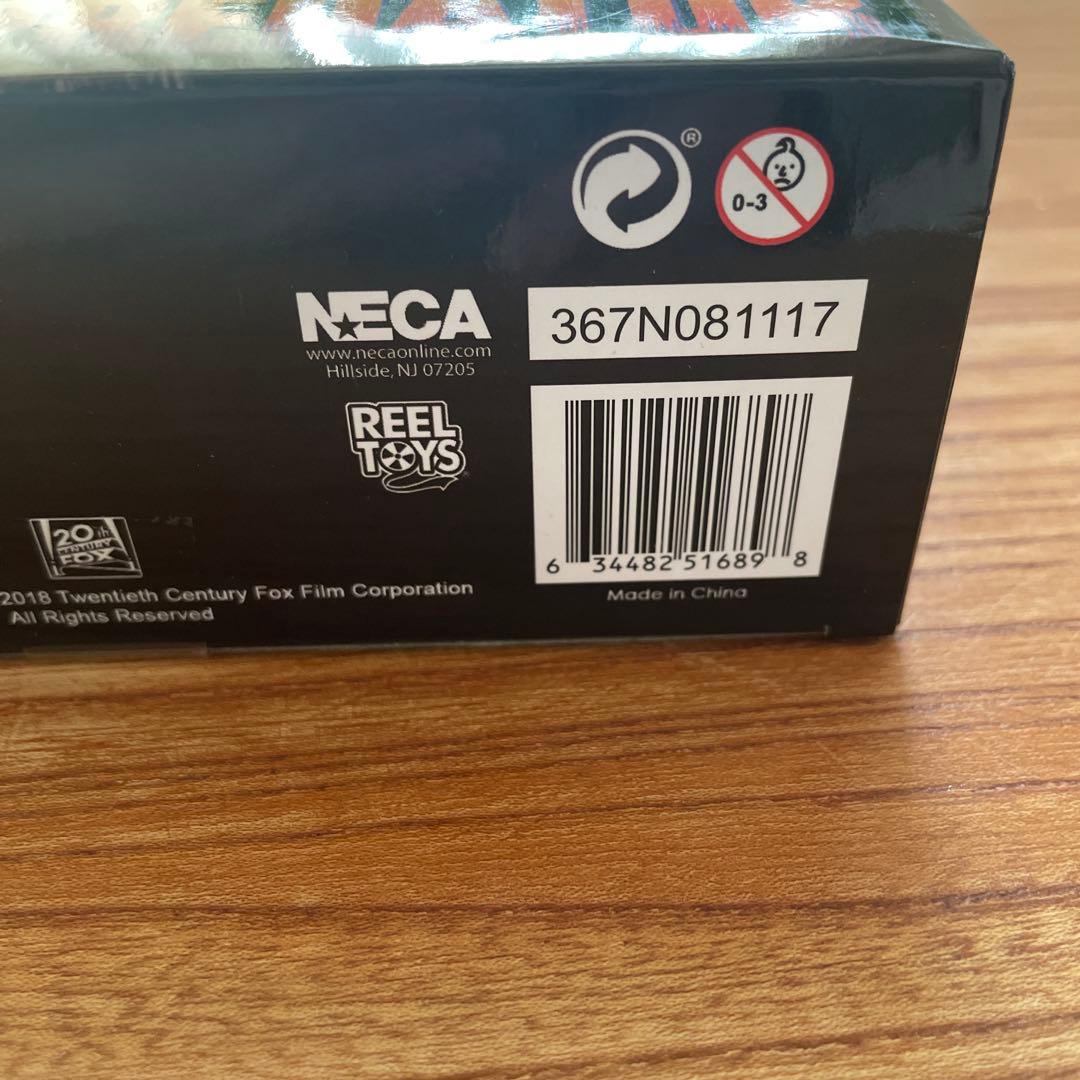 ®
0-3
NECA
www.necaonline.com
Hillside, NJ 07205
367N081117
REEL
TOYS
6 34482 51689 8
Made in China
20th
CENTURY
FOX
2018 Twentieth Century Fox Film Corporation
All Rights Reserved